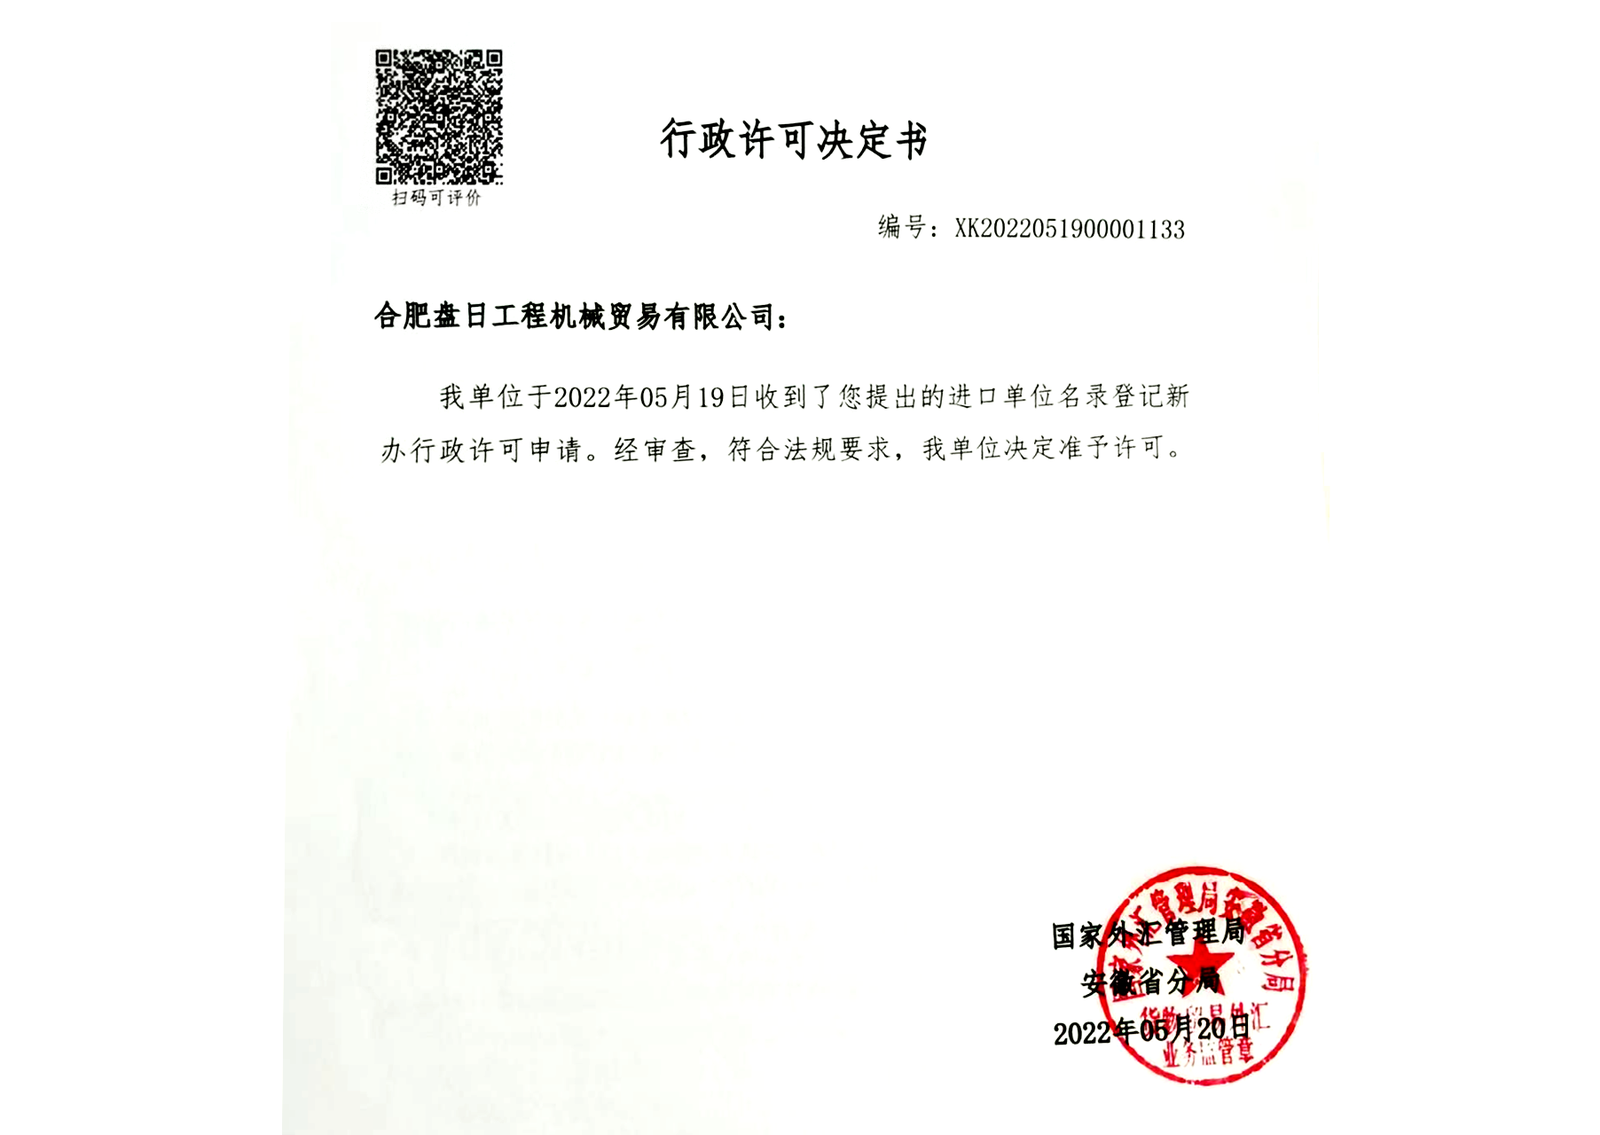 扫码可评价
行政许可决定书
编号：XK2022051900001133
合肥盘日工程机械贸易有限公司：
我单位于2022年05月19日收到了您提出的进口单位名录登记新
办行政许可申请。经审查，符合法规要求，我单位决定准予许可。
国家外汇管理局
安徽省分局
2022年05月20日
国家外汇管理局安徽省分局
货物贸易外汇
业务监管章